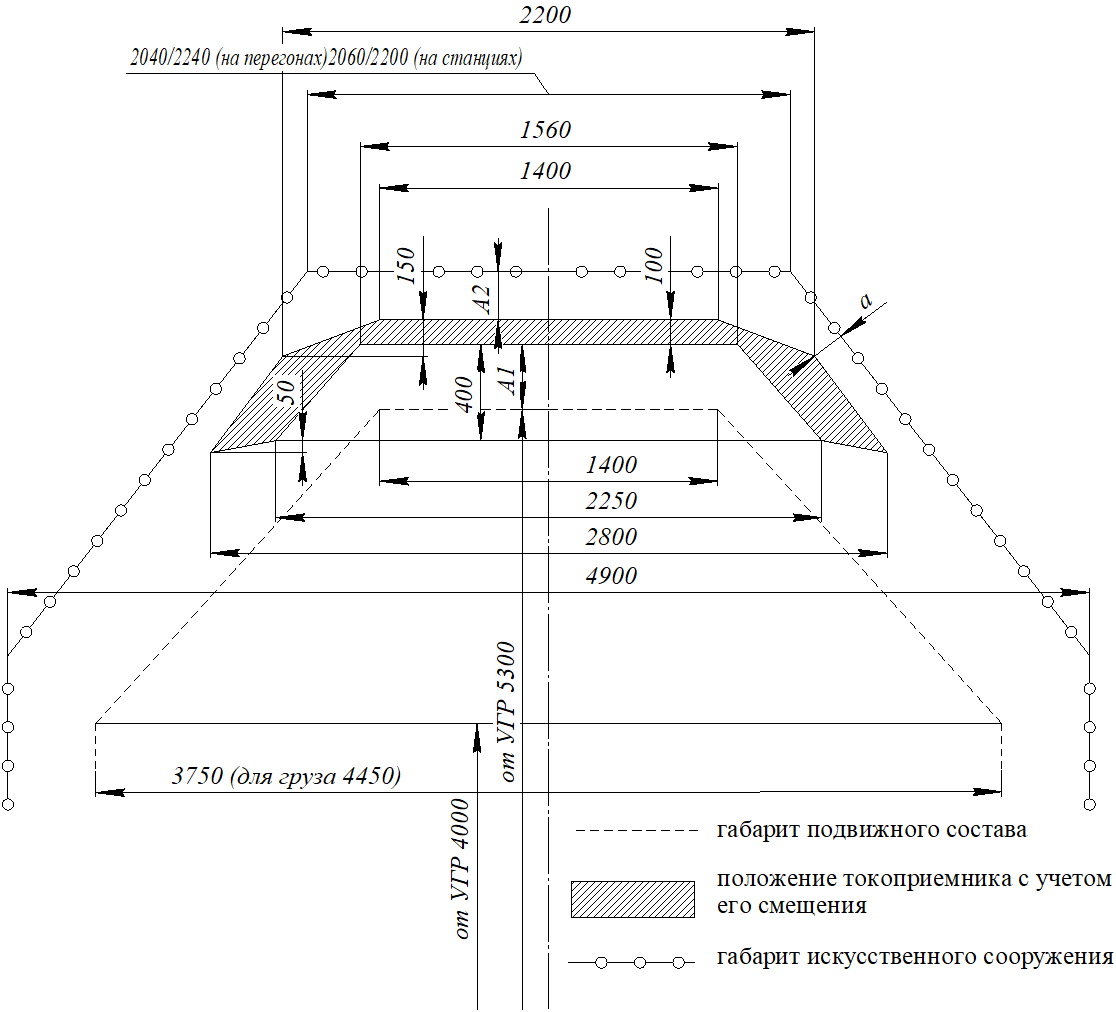 2200
2040/2240 (на перегонах)2060/2200 (на станциях)
1560
1400
150
А2
100
а
50
400
А1
1400
2250
2800
4900
от УГР 5300
3750 (для груза 4450)
от УГР 4000
габарит подвижного состава
положение токоприемника с учетом
его смещения
габарит искусственного сооружения